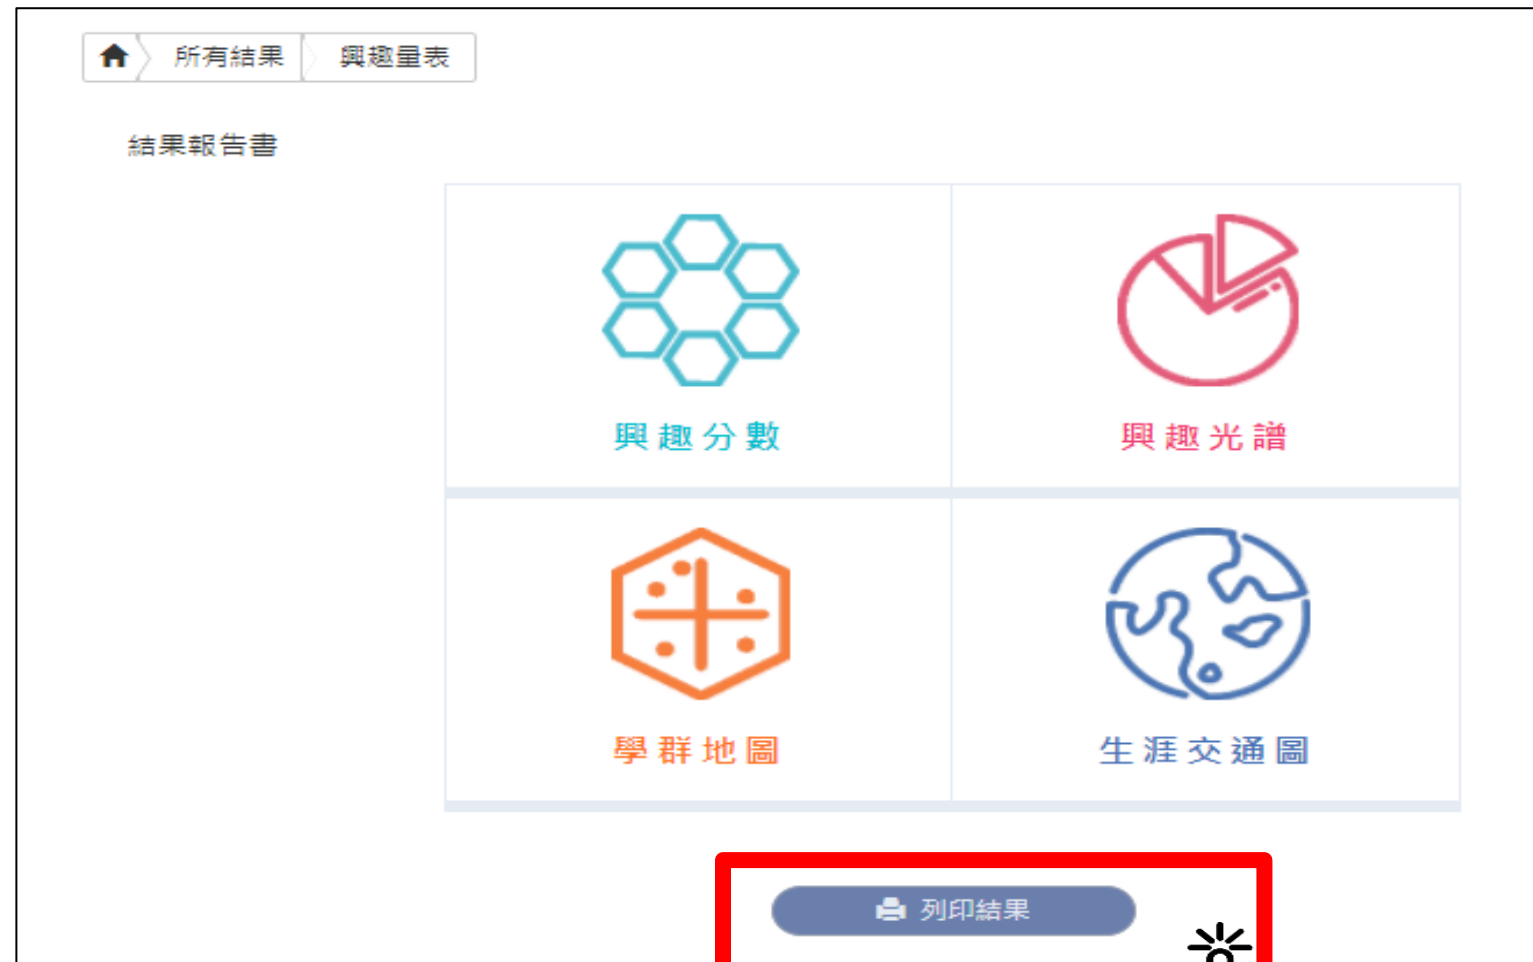 所有結果 興趣量表
結果報告書
興趣分數 興趣光譜
學群地圖 生涯交通圖
列印結果